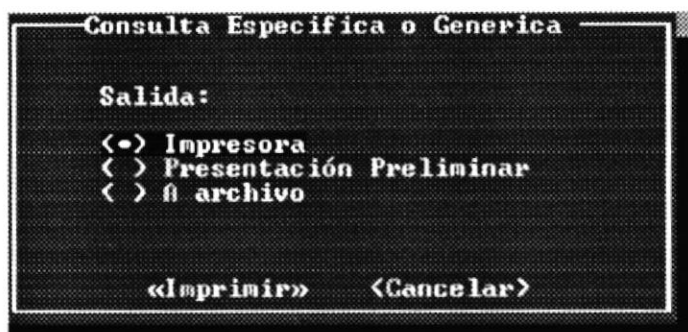 Consulta Especifica o Generica
Salida:
(•) Impresora
( ) Presentación Preliminar
( ) A archivo
«Imprimir» <Cancelar>